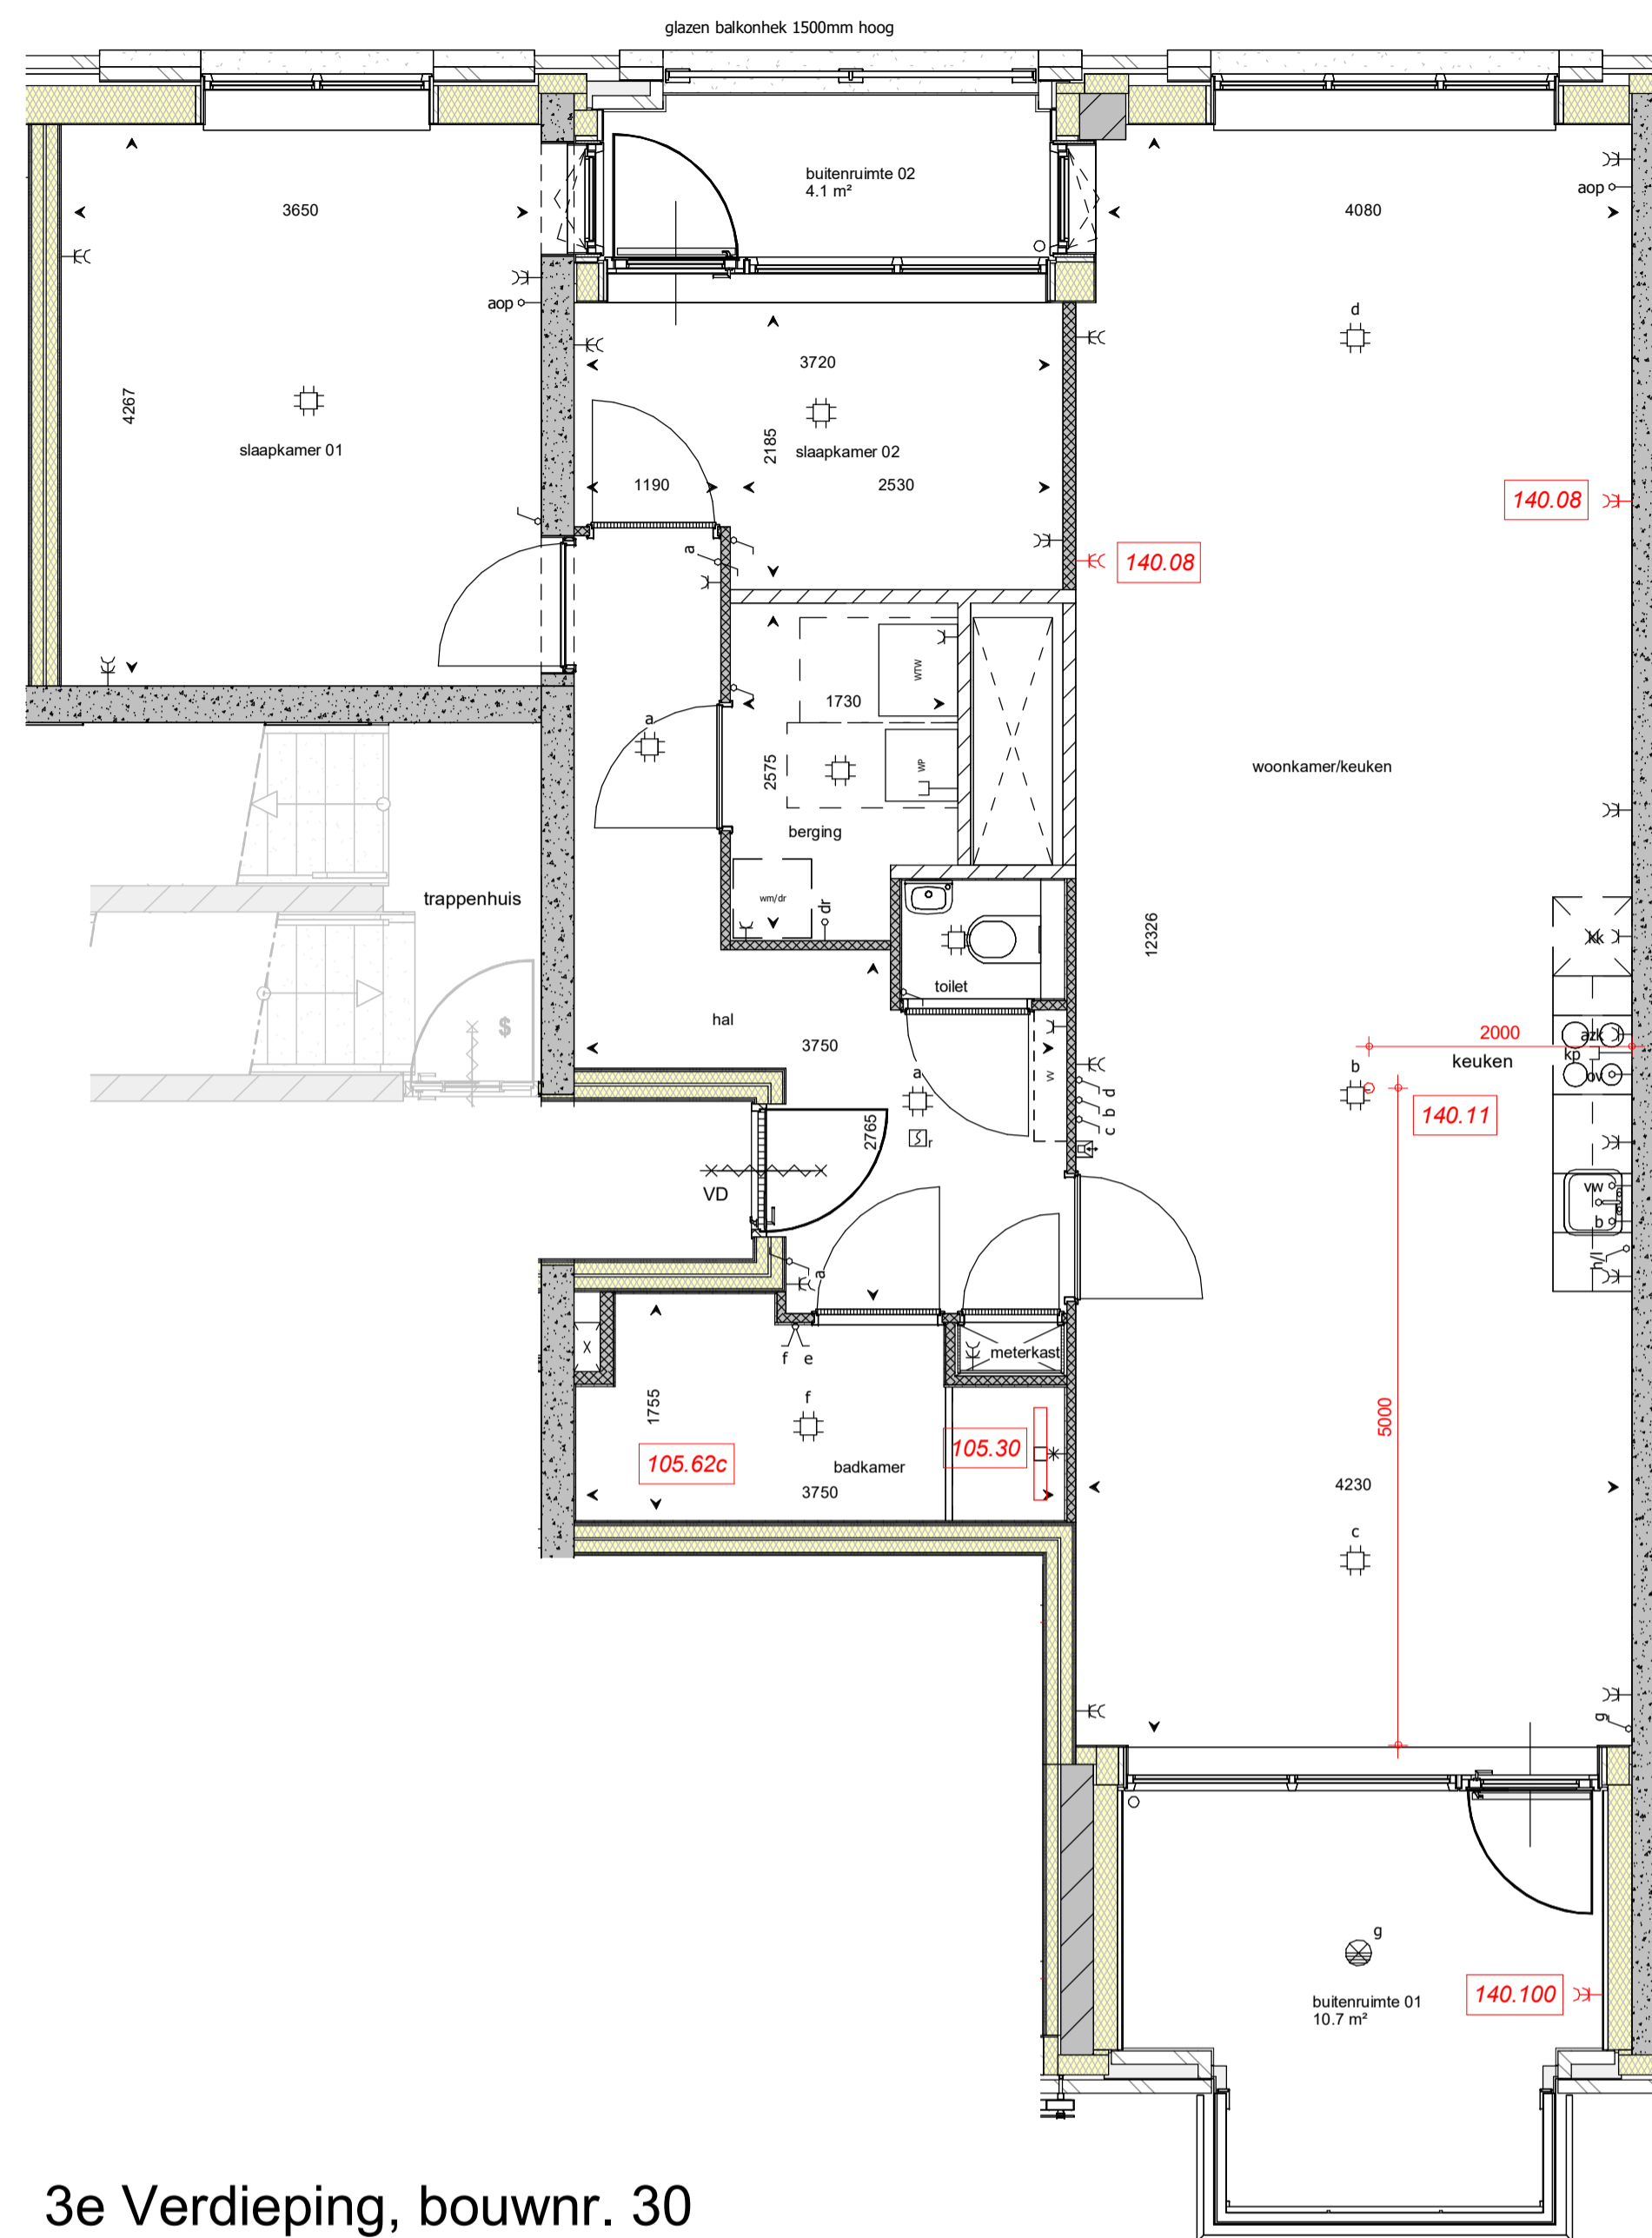 glazen balkonhek 1500mm hoog
buitenruimte 02
4.1 m²
3650
4080
aop
aop
d
3720
4267
slaapkamer 01
2185
slaapkamer 02
1190
2530
140.08
a
140.08
WTW
1730
a
2575
WP
woonkamer/keuken
berging
trappenhuis
wm/dr
dr
12326
kk
toilet
$
hal
3750
2000
azk
kp
keuken
ov
w
a
b
d
b
c
140.11
2765
r
VD
vw
b
h/l
a
f e
meterkast
f
1755
5000
105.62c
105.30
badkamer
3750
4230
c
g
g
buitenruimte 01
10.7 m²
140.100
3e Verdieping, bouwnr. 30